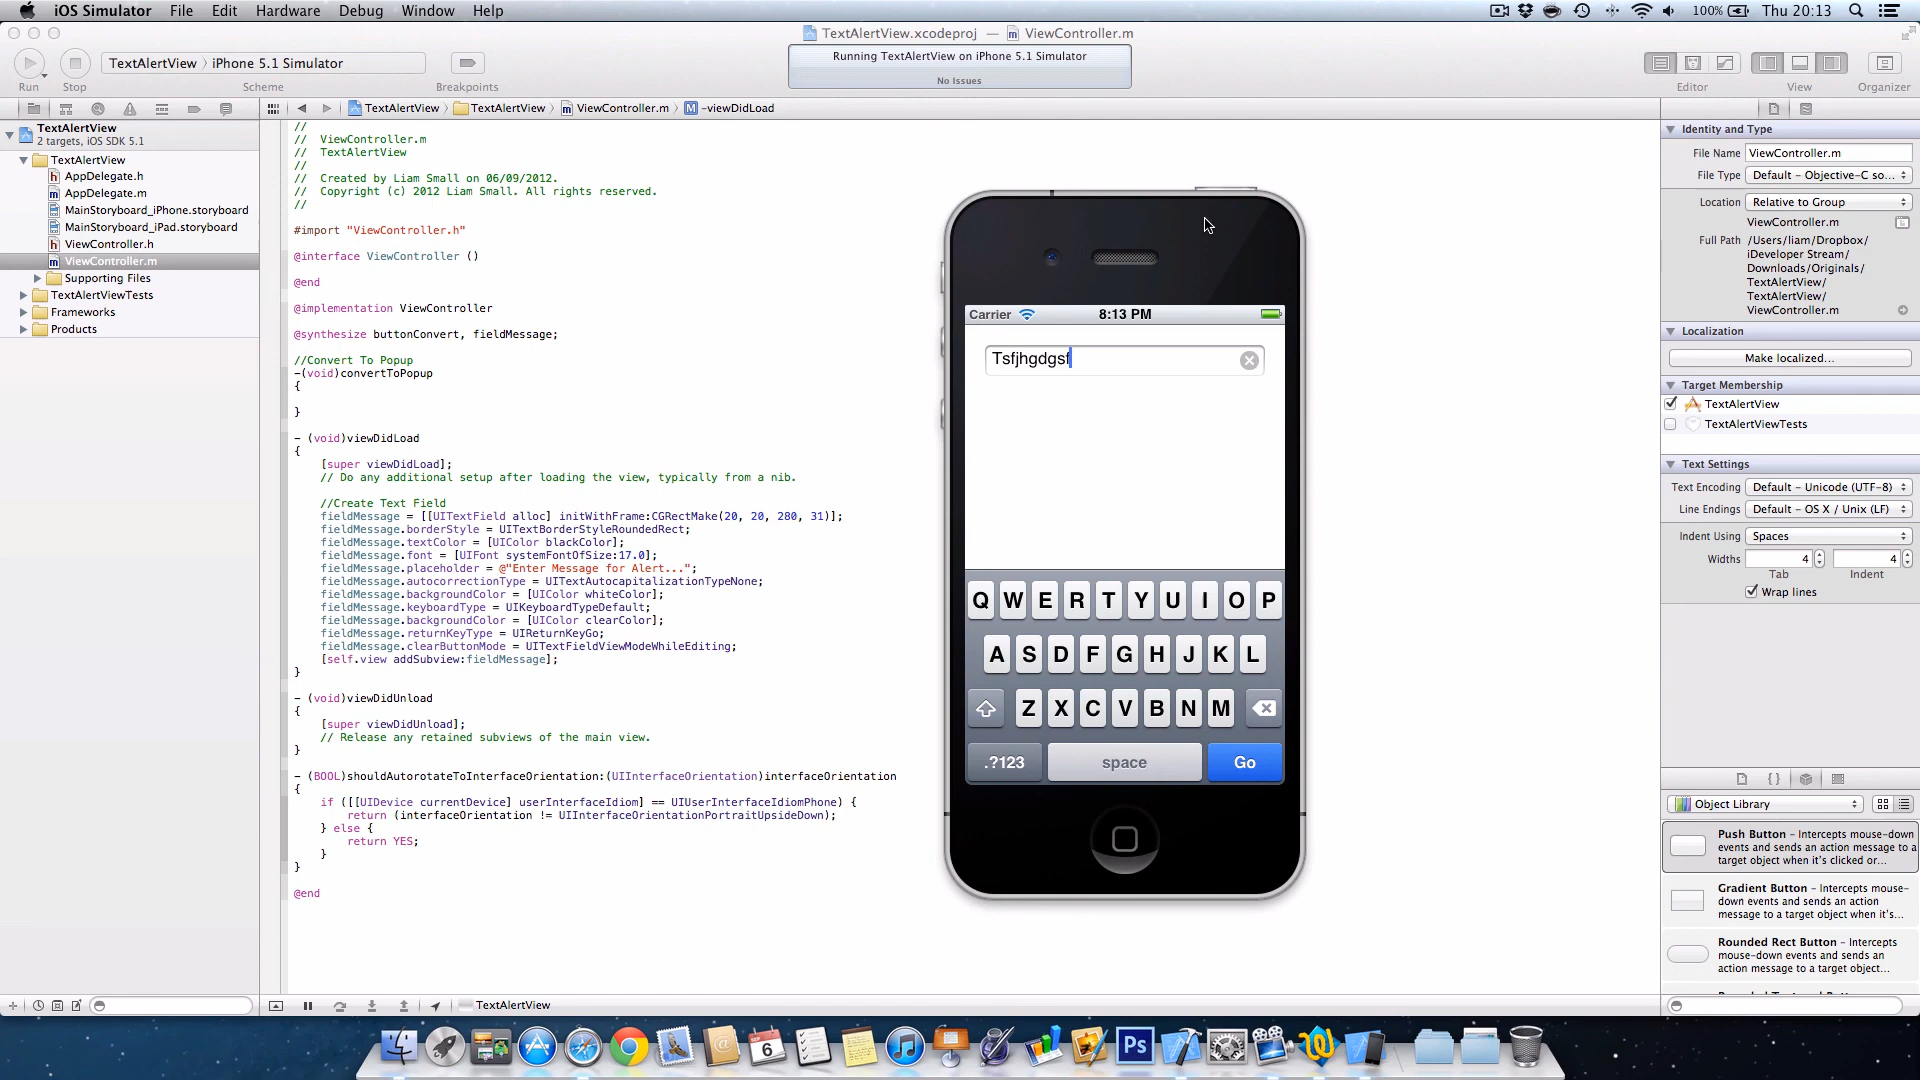 iOS Simulator File Edit Hardware Debug Window Help
100% Thu 20:13
TextAlertView.xcodeproj — ViewController.m
TextAlertView › iPhone 5.1 Simulator
Running TextAlertView on iPhone 5.1 Simulator
No Issues
Run Stop Scheme Breakpoints Editor View Organizer
TextAlertView TextAlertView ViewController.m M -viewDidLoad
TextAlertView
2 targets, iOS SDK 5.1
TextAlertView
h AppDelegate.h
m AppDelegate.m
MainStoryboard_iPhone.storyboard
MainStoryboard_iPad.storyboard
h ViewController.h
m ViewController.m
Supporting Files
TextAlertViewTests
Frameworks
Products
//
// ViewController.m
// TextAlertView
//
// Created by Liam Small on 06/09/2012.
// Copyright (c) 2012 Liam Small. All rights reserved.
//
#import "ViewController.h"
@interface ViewController ()
@end
@implementation ViewController
@synthesize buttonConvert, fieldMessage;
//Convert To Popup
-(void)convertToPopup
{
}
- (void)viewDidLoad
{
[super viewDidLoad];
// Do any additional setup after loading the view, typically from a nib.
//Create Text Field
fieldMessage = [[UITextField alloc] initWithFrame:CGRectMake(20, 20, 280, 31)];
fieldMessage.borderStyle = UITextBorderStyleRoundedRect;
fieldMessage.textColor = [UIColor blackColor];
fieldMessage.font = [UIFont systemFontOfSize:17.0];
fieldMessage.placeholder = @"Enter Message for Alert...";
fieldMessage.autocorrectionType = UITextAutocapitalizationTypeNone;
fieldMessage.backgroundColor = [UIColor whiteColor];
fieldMessage.keyboardType = UIKeyboardTypeDefault;
fieldMessage.backgroundColor = [UIColor clearColor];
fieldMessage.returnKeyType = UIReturnKeyGo;
fieldMessage.clearButtonMode = UITextFieldViewModeWhileEditing;
[self.view addSubview:fieldMessage];
}
- (void)viewDidUnload
{
[super viewDidUnload];
// Release any retained subviews of the main view.
}
- (BOOL)shouldAutorotateToInterfaceOrientation:(UIInterfaceOrientation)interfaceOrientation
{
if ([[UIDevice currentDevice] userInterfaceIdiom] == UIUserInterfaceIdiomPhone) {
return (interfaceOrientation != UIInterfaceOrientationPortraitUpsideDown);
} else {
return YES;
}
}
@end
Carrier 8:13 PM
Tsfjhgdgsf
Q W E R T Y U I O P
A S D F G H J K L
Z X C V B N M
.?123 space Go
Identity and Type
File Name ViewController.m
File Type Default - Objective-C so...
Location Relative to Group
ViewController.m
Full Path /Users/liam/Dropbox/
iDeveloper Stream/
Downloads/Originals/
TextAlertView/
TextAlertView/
ViewController.m
Localization
Make localized...
Target Membership
TextAlertView
TextAlertViewTests
Text Settings
Text Encoding Default - Unicode (UTF-8)
Line Endings Default - OS X / Unix (LF)
Indent Using Spaces
Widths 4 4
Tab Indent
Wrap lines
{ }
Object Library
Push Button - Intercepts mouse-down
events and sends an action message to a
target object when it's clicked or...
Gradient Button - Intercepts mouse-
down events and sends an action
message to a target object when it's...
Rounded Rect Button - Intercepts
mouse-down events and sends an
action message to a target object...
TextAlertView
SEP
6
Ps